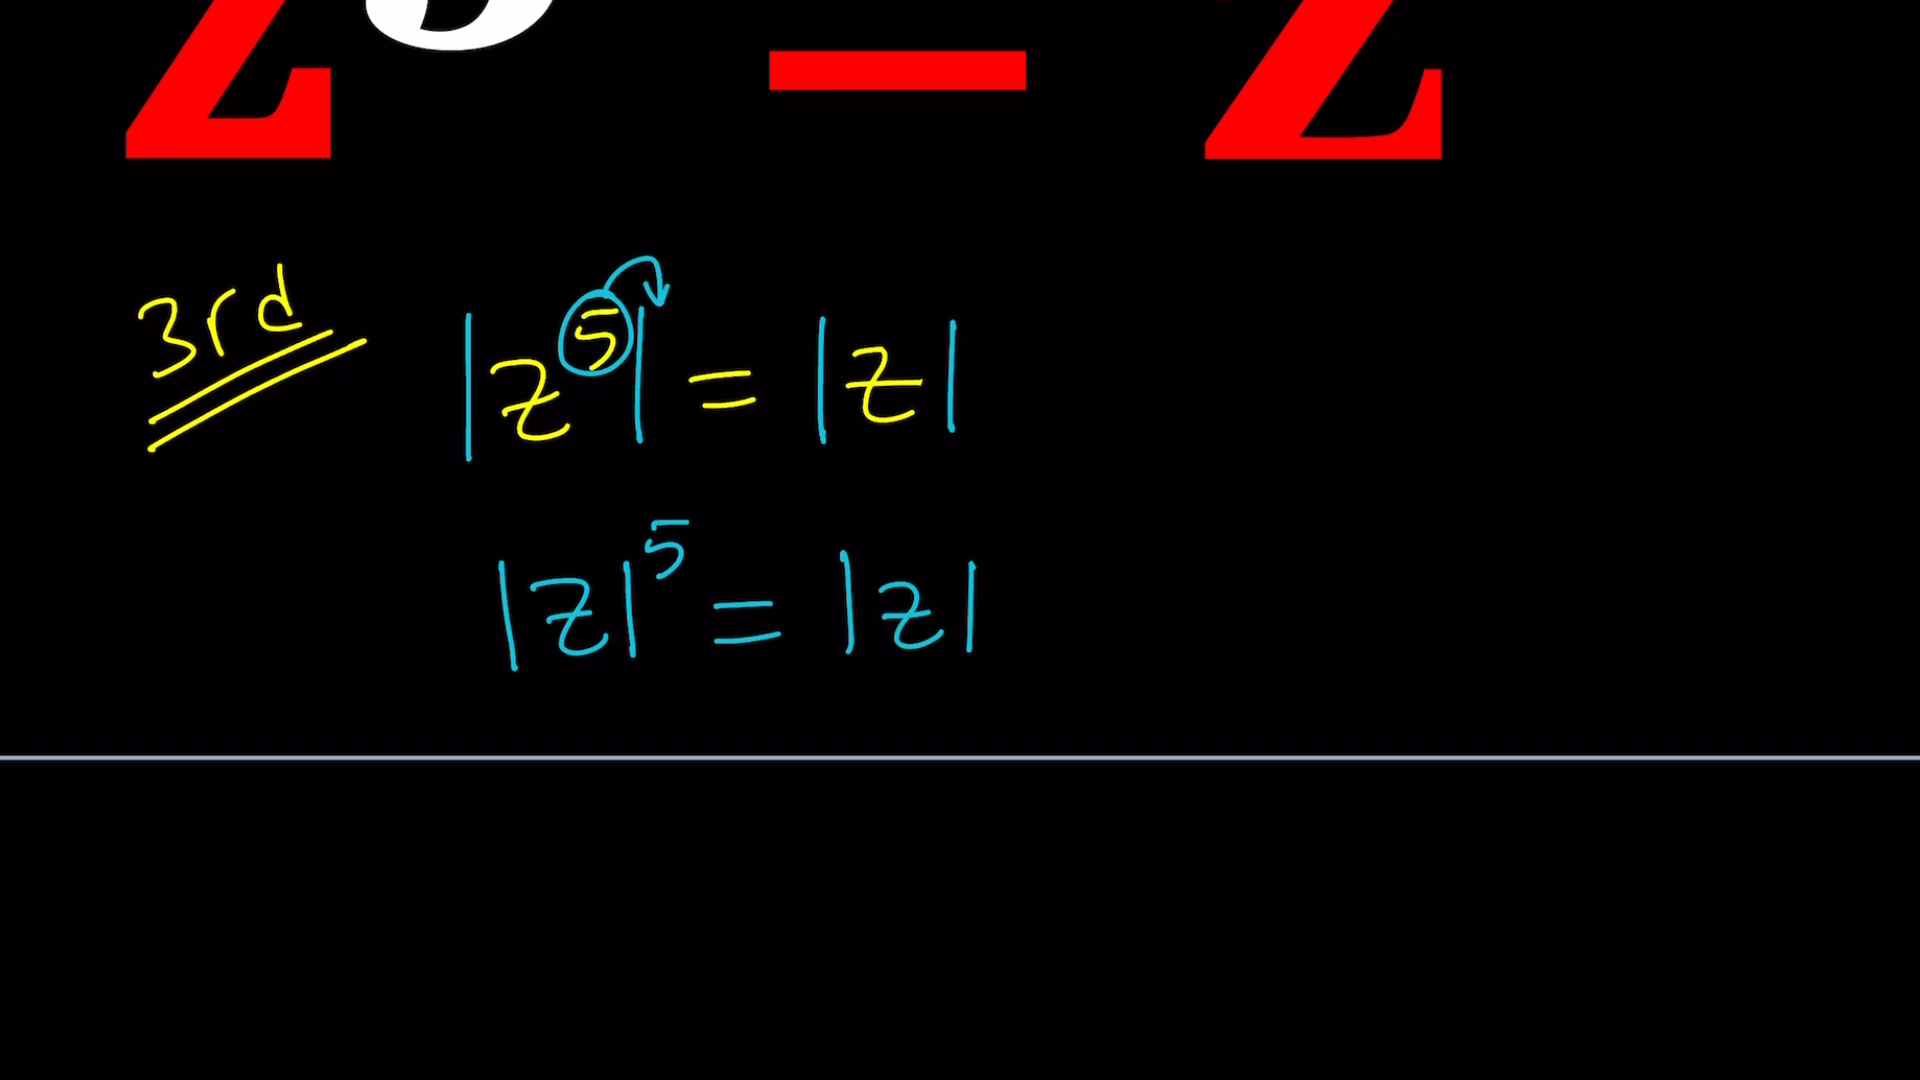 z⁵ = z
3rd |z⁵| = |z|
|z|⁵ = |z|